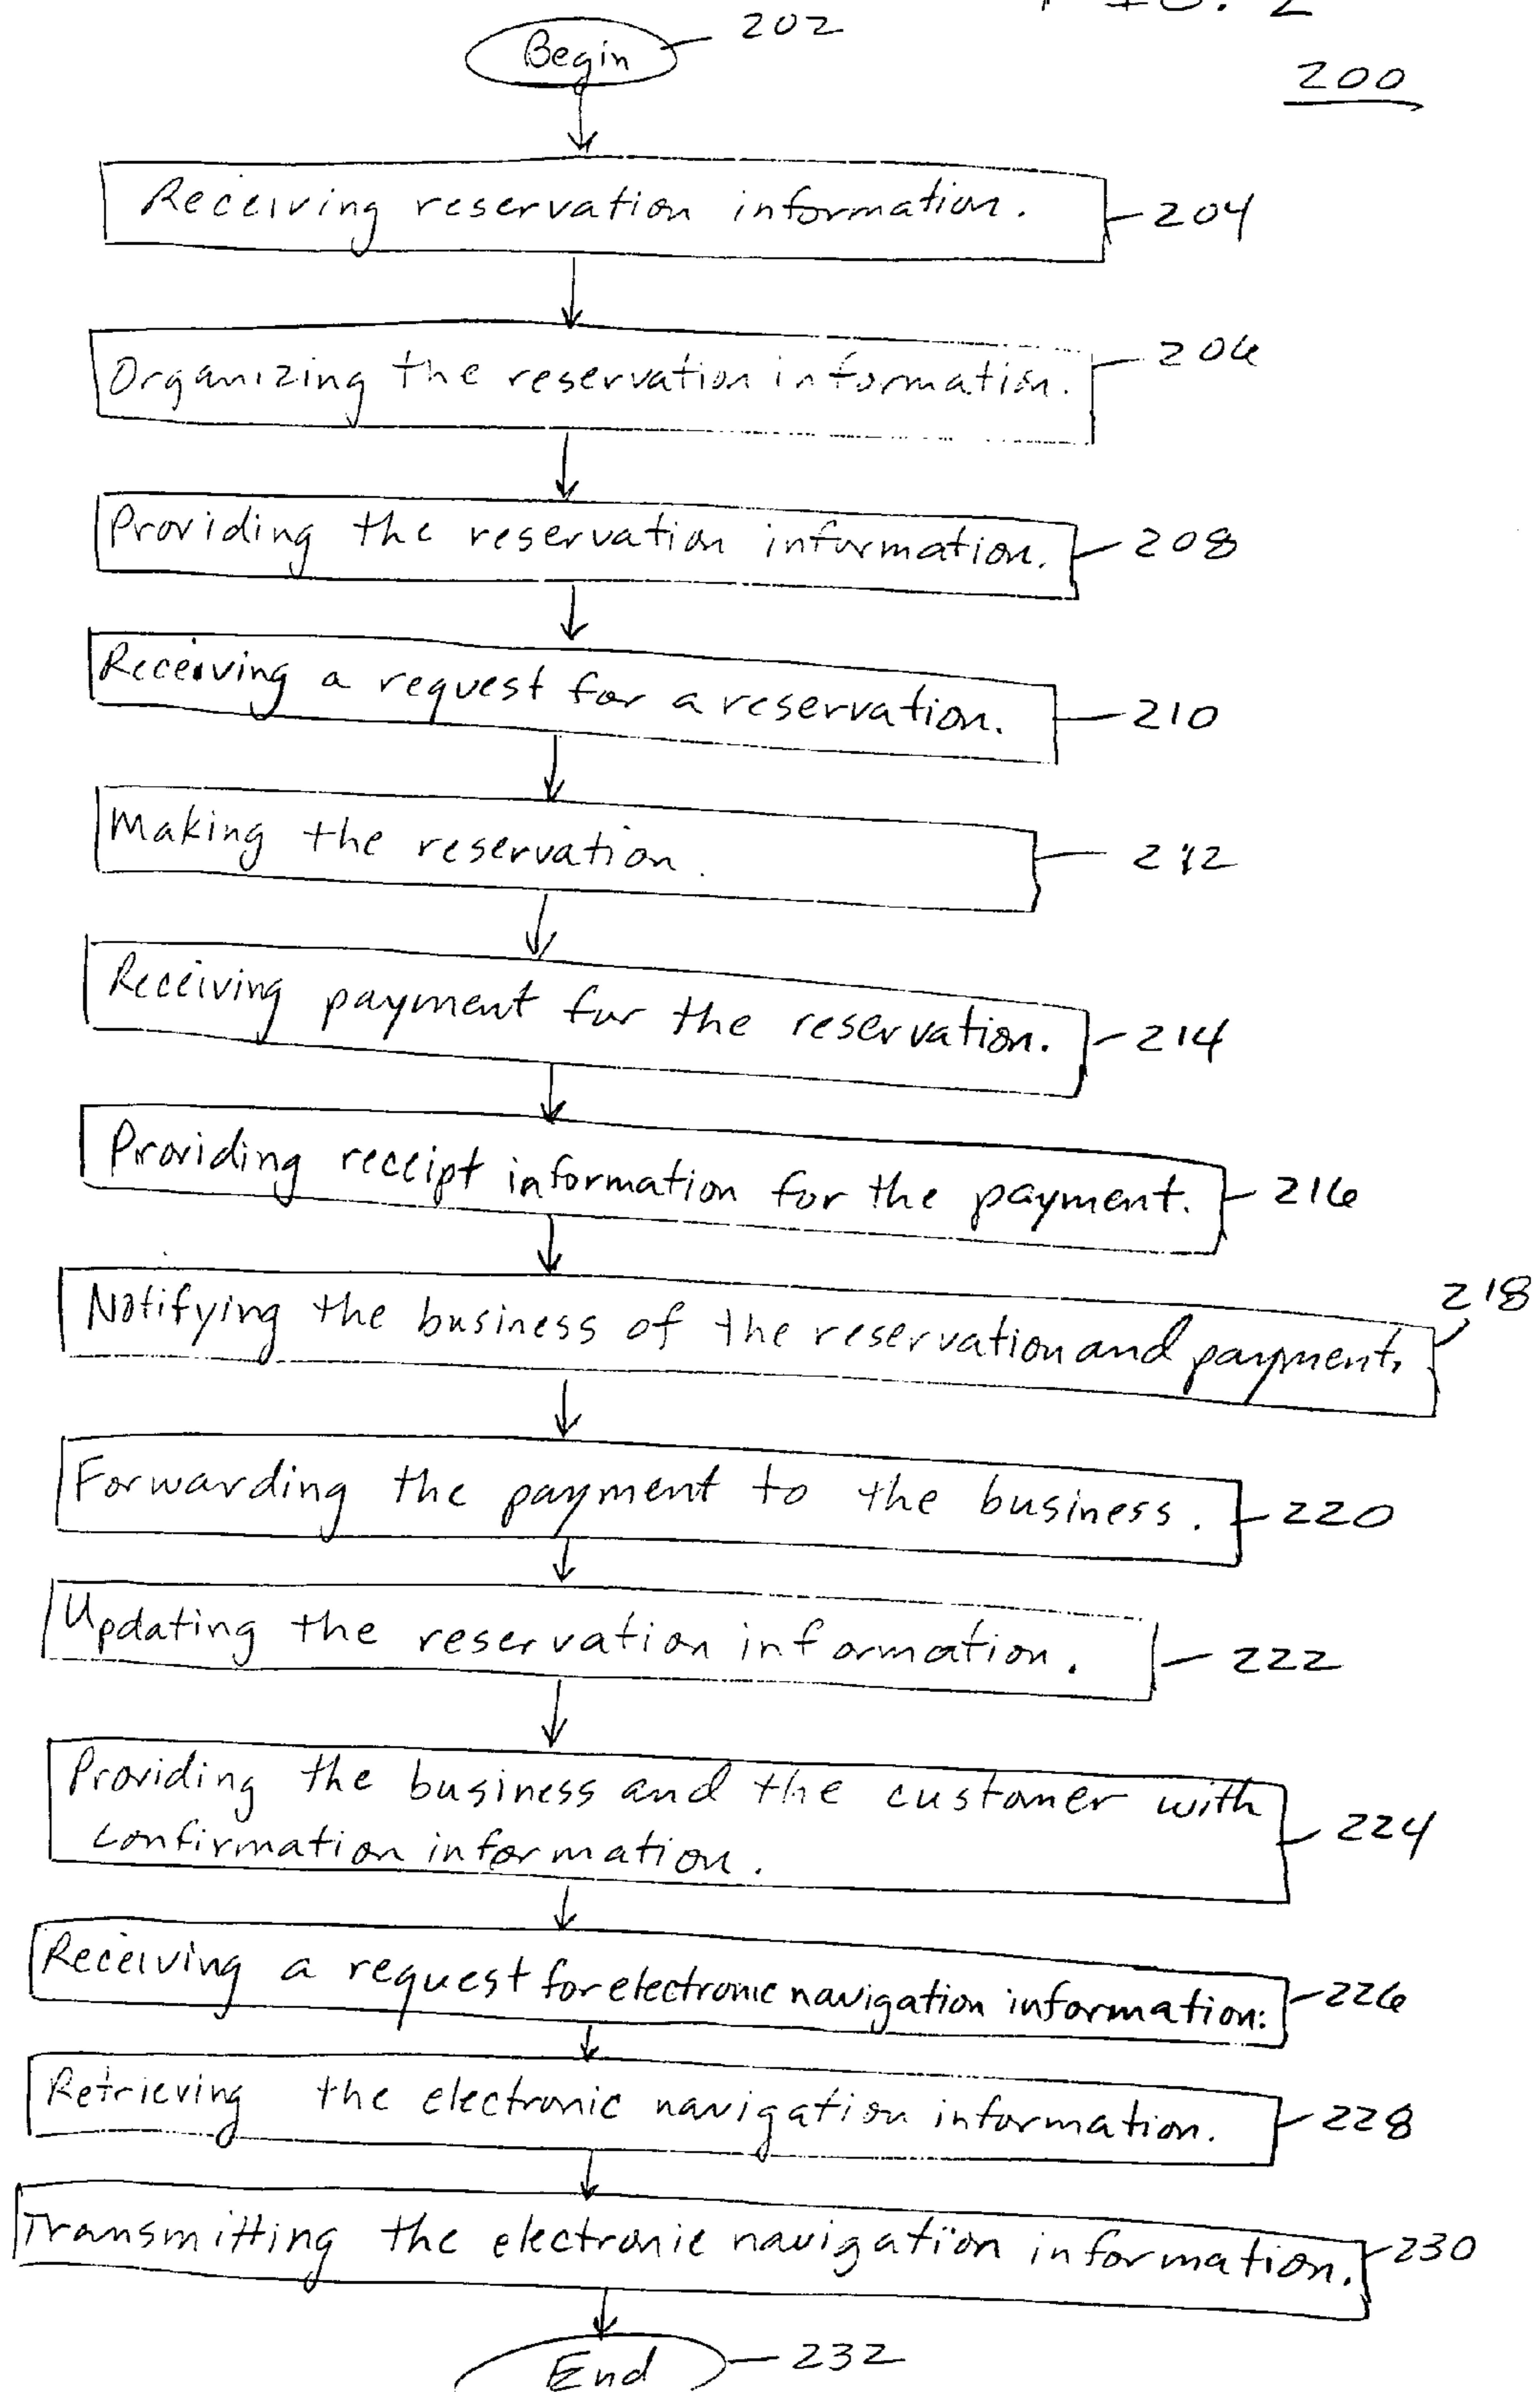 FIG. 2
Begin 202
200
Receiving reservation information. 204
Organizing the reservation information. 206
Providing the reservation information. 208
Receiving a request for a reservation. 210
Making the reservation. 212
Receiving payment for the reservation. 214
Providing receipt information for the payment. 216
218
Notifying the business of the reservation and payment.
Forwarding the payment to the business. 220
Updating the reservation information. 222
Providing the business and the customer with
confirmation information. 224
Receiving a request for electronic navigation information. 226
Retrieving the electronic navigation information. 228
Transmitting the electronic navigation information. 230
End 232